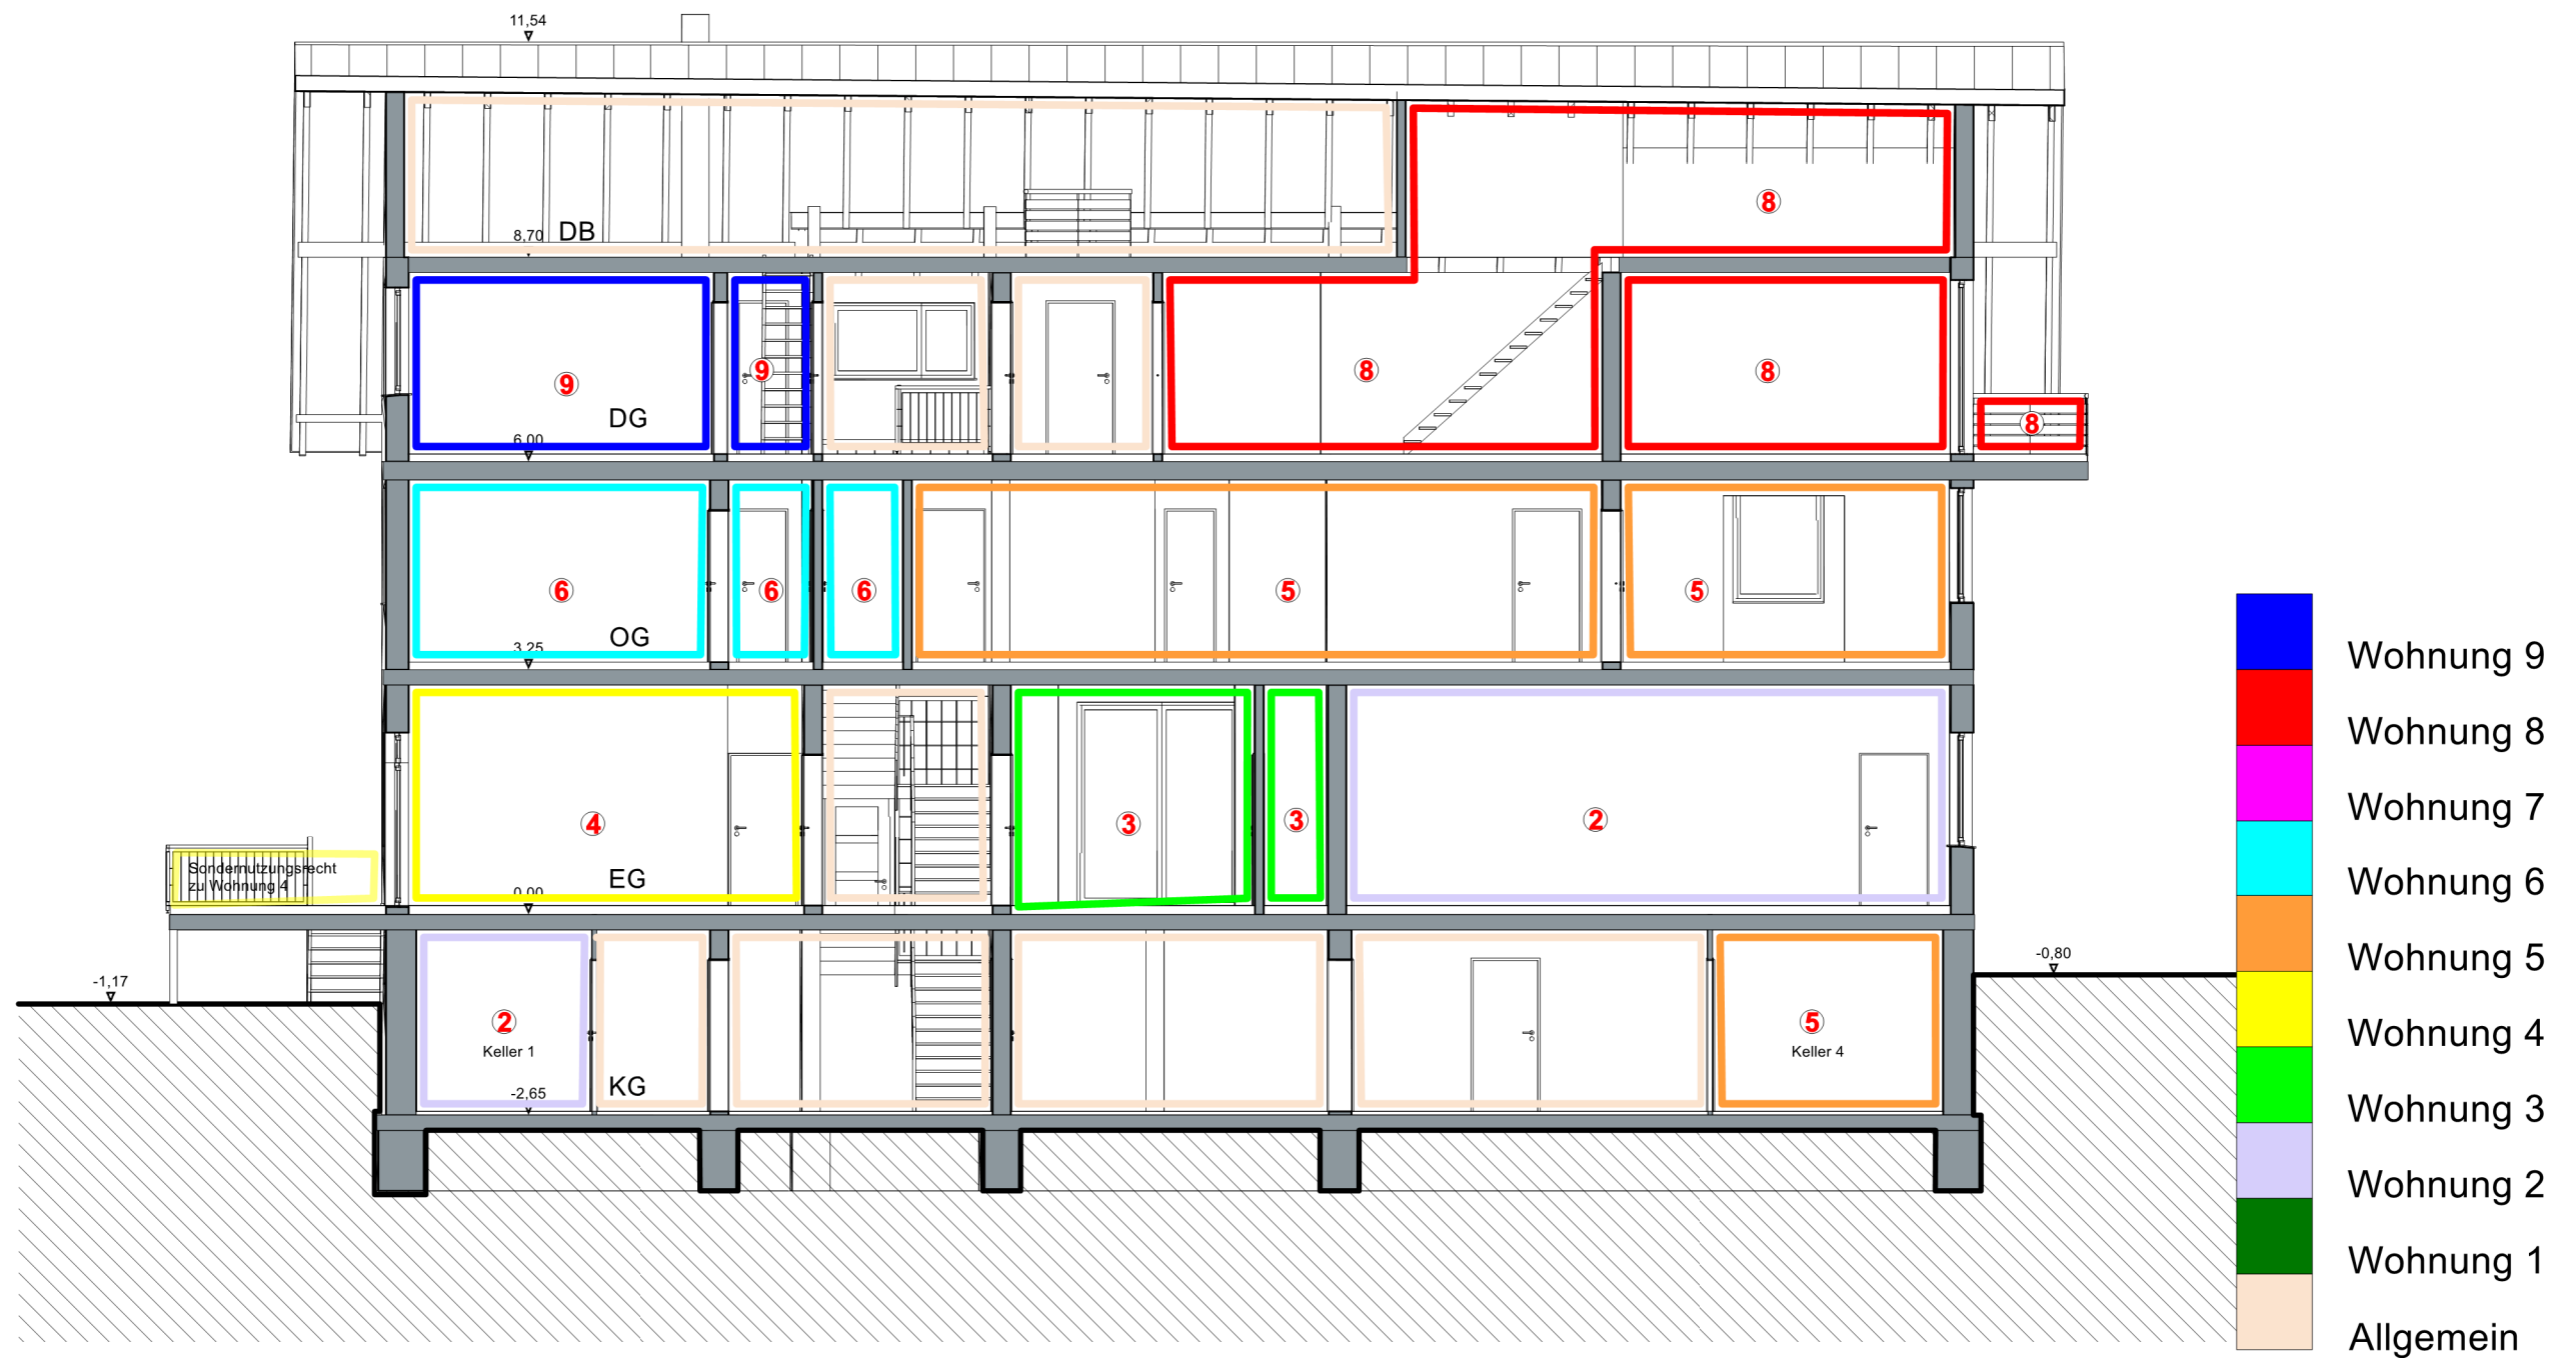 11,54
8
8,70 DB
9
9
8
8
8
DG
6,00
6
6
6
5
5
OG
3,25
Wohnung 9
Wohnung 8
Wohnung 7
4
3
3
2
Sondernutzungsrecht
zu Wohnung 4
EG
0,00
Wohnung 6
Wohnung 5
-1,17
-0,80
2
Keller 1
5
Keller 4
KG
-2,65
Wohnung 4
Wohnung 3
Wohnung 2
Wohnung 1
Allgemein